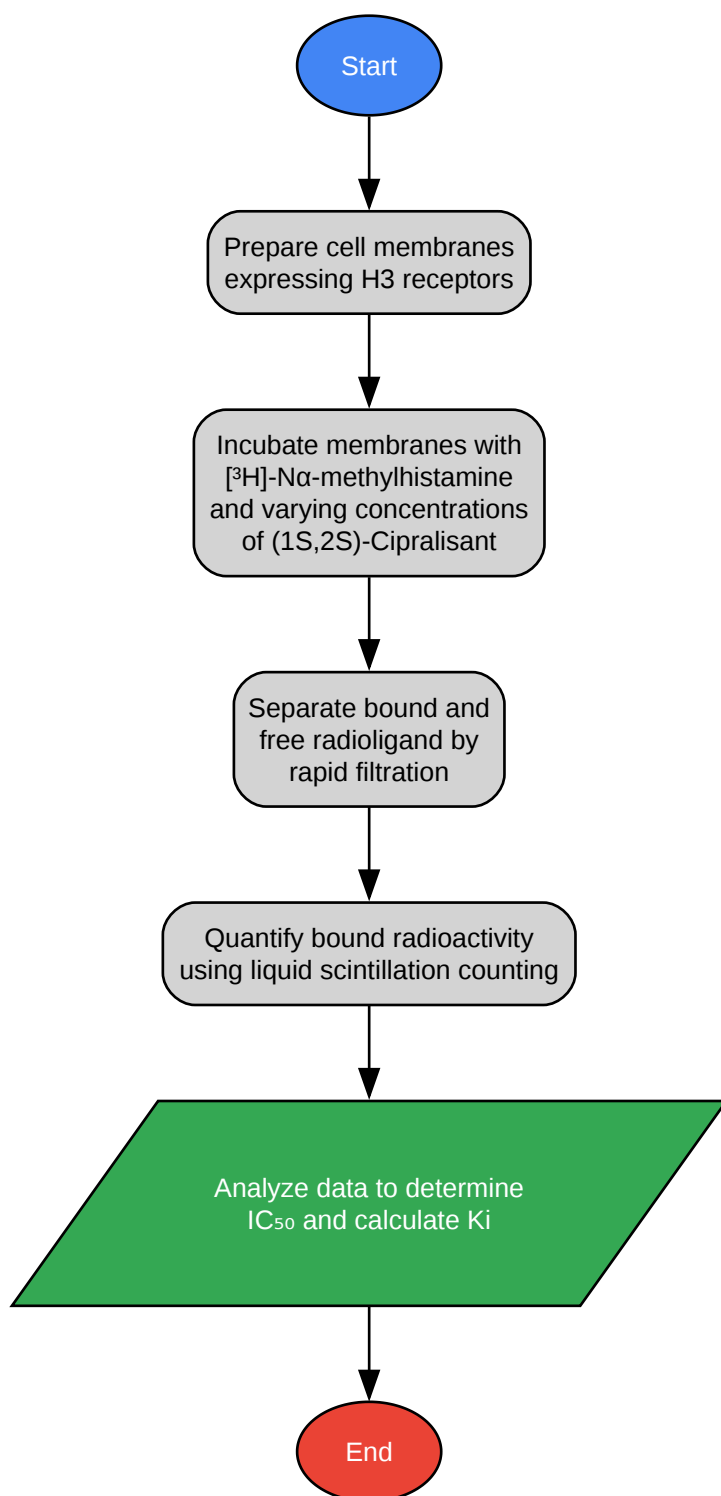 Start
Prepare cell membranes
expressing H3 receptors
Incubate membranes with
[³H]-Nα-methylhistamine
and varying concentrations
of (1S,2S)-Cipralisant
Separate bound and
free radioligand by
rapid filtration
Quantify bound radioactivity
using liquid scintillation counting
Analyze data to determine
IC₅₀ and calculate Ki
End